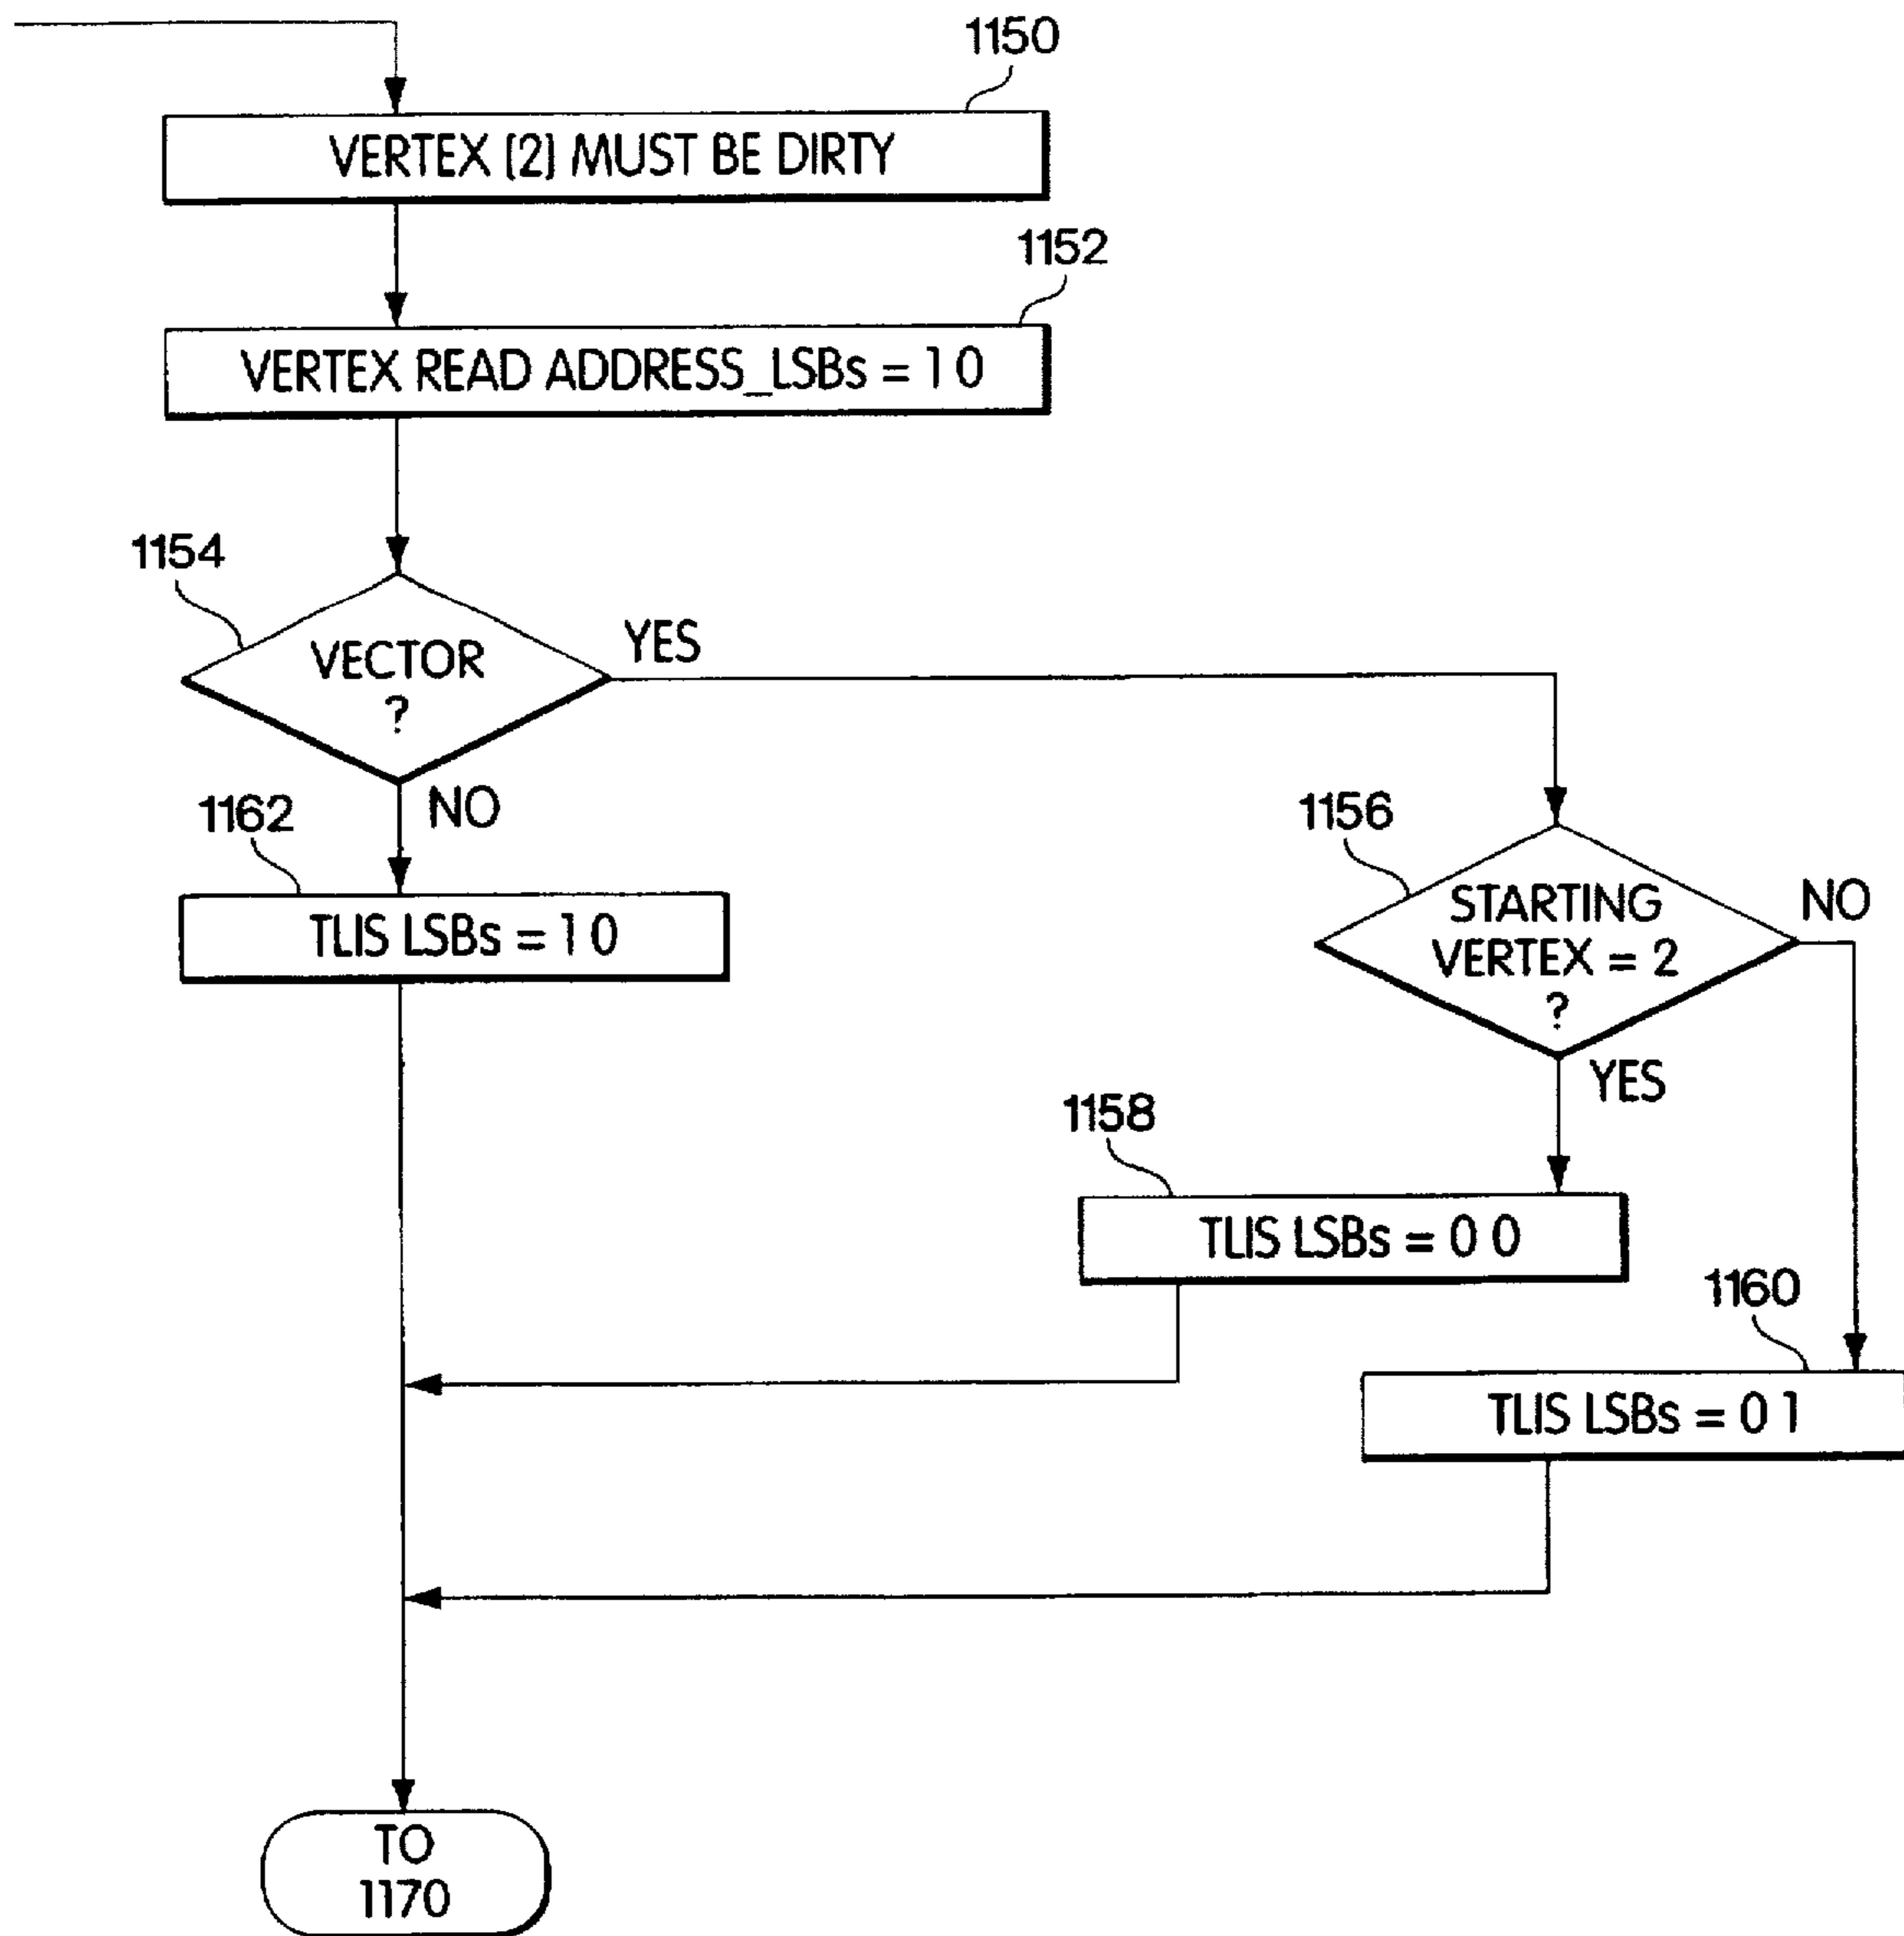 1150
VERTEX (2) MUST BE DIRTY
1152
VERTEX READ ADDRESS_LSBs = 1 0
1154
VECTOR
?
YES
NO
1162
TLIS LSBs = 1 0
1156
STARTING
VERTEX = 2
?
NO
YES
1158
TLIS LSBs = 0 0
1160
TLIS LSBs = 0 1
TO
1170